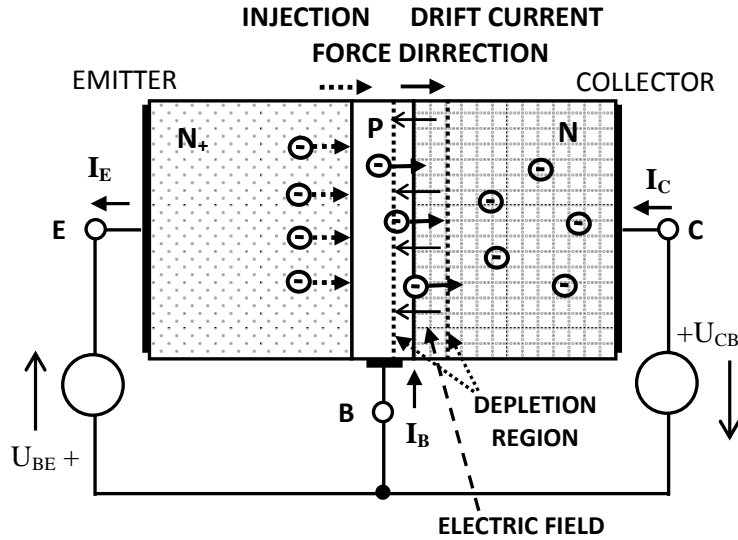 INJECTION DRIFT CURRENT
FORCE DIRRECTION
EMITTER COLLECTOR
N+ P N
IE IC
E C
+UCB
B IB DEPLETION
REGION
UBE +
ELECTRIC FIELD